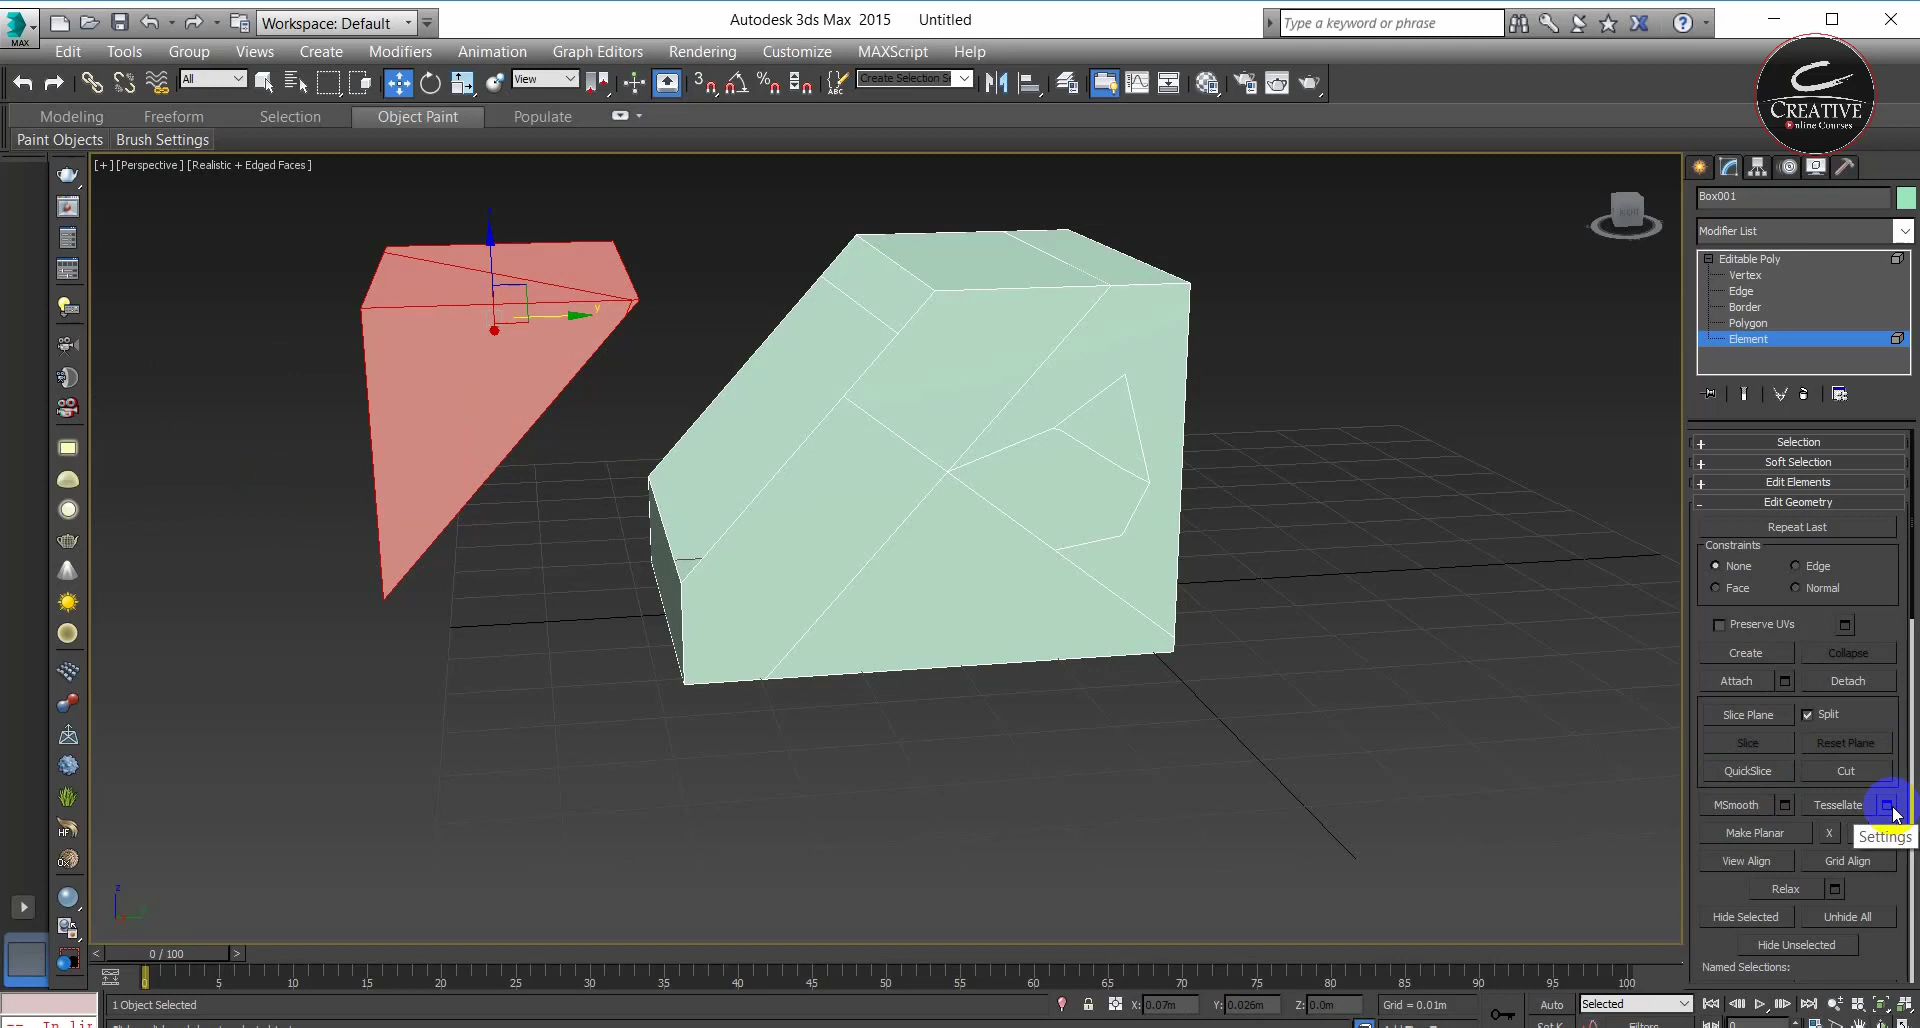 Workspace: Default
Autodesk 3ds Max 2015 Untitled
Type a keyword or phrase
MAX
Edit Tools Group Views Create Modifiers Animation Graph Editors Rendering Customize MAXScript Help
All
View
Create Selection Se
Modeling Freeform Selection Object Paint Populate
Paint Objects Brush Settings
CREATIVE
Online Courses
[+] [Perspective] [Realistic + Edged Faces]
Box001
Modifier List
Editable Poly
Vertex
Edge
Border
Polygon
Element
Selection
Soft Selection
Edit Elements
Edit Geometry
Repeat Last
Constraints
None Edge
Face Normal
Preserve UVs
Create Collapse
Attach Detach
Slice Plane Split
Slice Reset Plane
QuickSlice Cut
MSmooth Tessellate
Make Planar X
Settings
View Align Grid Align
Relax
Hide Selected Unhide All
Hide Unselected
Named Selections:
y
z
HF
0 / 100
0 5 10 15 20 25 30 35 40 45 50 55 60 65 70 75 80 85 90 95 100
1 Object Selected
X: 0.07m Y: 0.026m Z: 0.0m Grid = 0.01m
Auto Selected